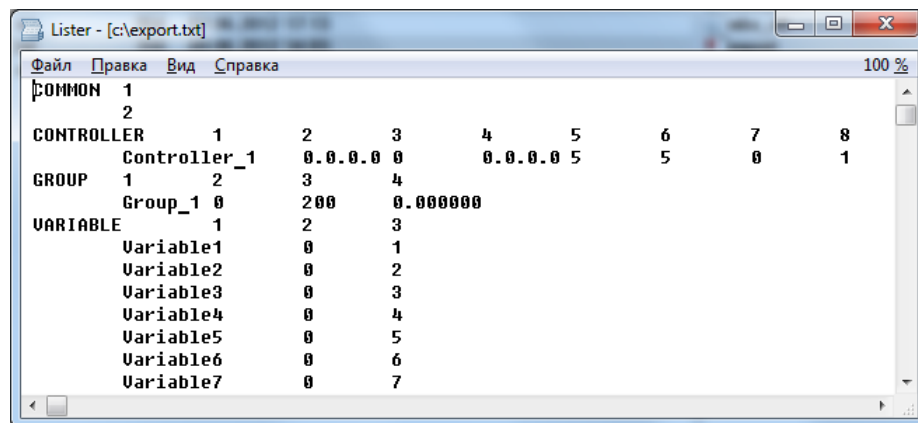 Lister - [c:\export.txt]
Файл Правка Вид Справка 100 %
COMMON 1
2
CONTROLLER 1 2 3 4 5 6 7 8
Controller_1 0.0.0.0 0 0.0.0.0 5 5 0 1
GROUP 1 2 3 4
Group_1 0 200 0.000000
VARIABLE 1 2 3
Variable1 0 1
Variable2 0 2
Variable3 0 3
Variable4 0 4
Variable5 0 5
Variable6 0 6
Variable7 0 7